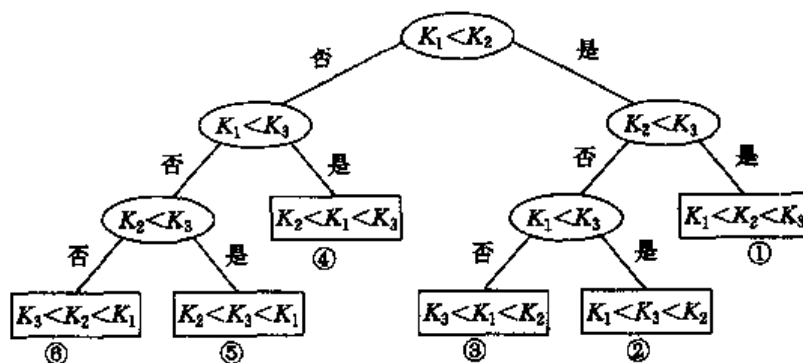 K₁<K₂
否 是
K₁<K₃ K₂<K₃
否 是 否 是
K₂<K₃ K₂<K₁<K₃ K₁<K₃ K₁<K₂<K₃
④ ①
否 是 否 是
K₃<K₂<K₁ K₂<K₃<K₁ K₃<K₁<K₂ K₁<K₃<K₂
⑥ ⑤ ③ ②